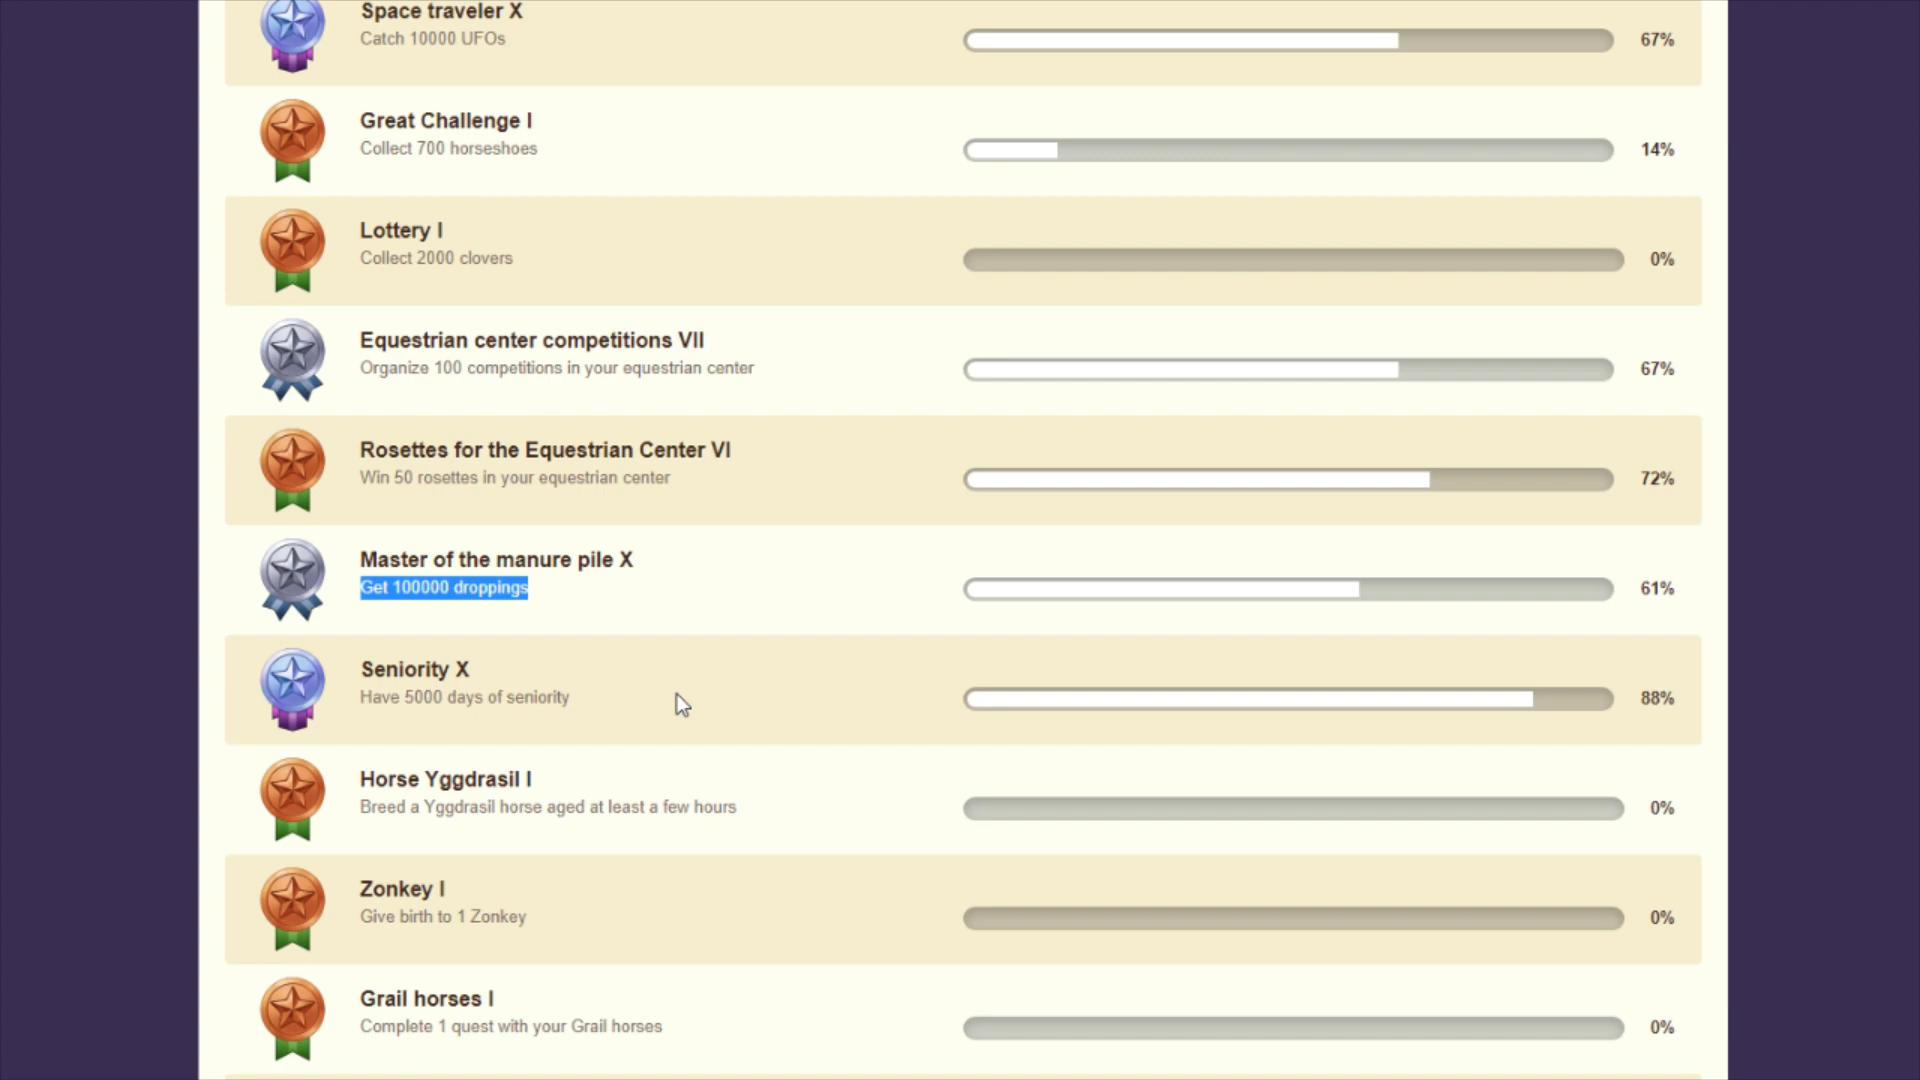 Space traveler X
Catch 10000 UFOs
67%
Great Challenge I
Collect 700 horseshoes
14%
Lottery I
Collect 2000 clovers
0%
Equestrian center competitions VII
Organize 100 competitions in your equestrian center
67%
Rosettes for the Equestrian Center VI
Win 50 rosettes in your equestrian center
72%
Master of the manure pile X
Get 100000 droppings
61%
Seniority X
Have 5000 days of seniority
88%
Horse Yggdrasil I
Breed a Yggdrasil horse aged at least a few hours
0%
Zonkey I
Give birth to 1 Zonkey
0%
Grail horses I
Complete 1 quest with your Grail horses
0%